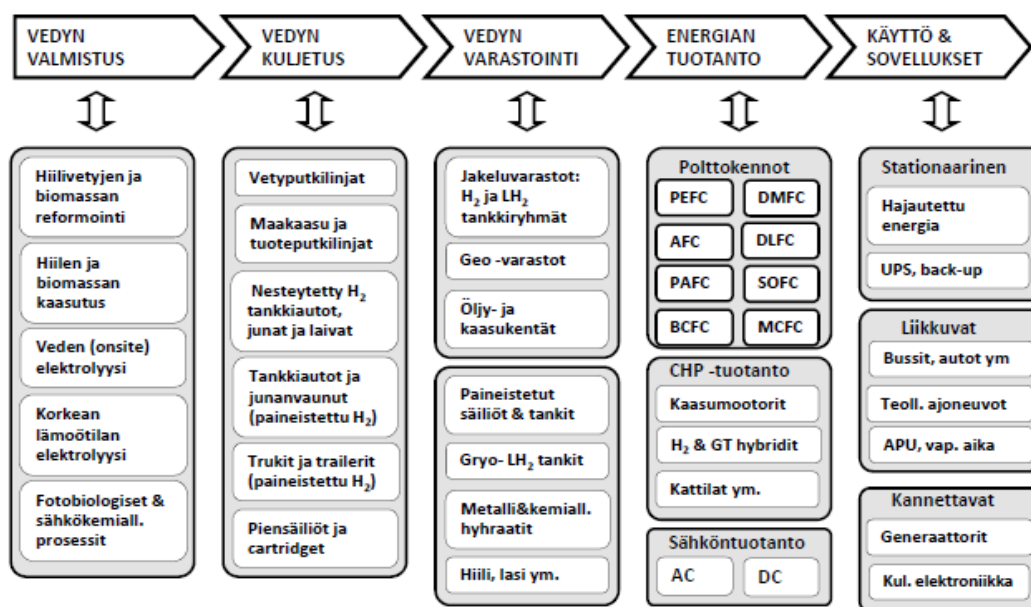 VEDYN
VALMISTUS
VEDYN
KULJETUS
VEDYN
VARASTOINTI
ENERGIAN
TUOTANTO
KÄYTTÖ &
SOVELLUKSET
Hiilivetyjen ja
biomassan
reformointi
Hiilen ja
biomassan
kaasutus
Veden (onsite)
elektrolyysi
Korkean
lämöötilan
elektrolyysi
Fotobiologiset &
sähkökemiall.
prosessit
Vetyputkilinjat
Maakaasu ja
tuoteputkilinjat
Nesteytetty H₂
tankkiautot,
junat ja laivat
Tankkiautot ja
junanvaunut
(paineistettu H₂)
Trukit ja trailerit
(paineistettu H₂)
Piensäiliöt ja
cartridget
Jakeluvarastot:
H₂ ja LH₂
tankkiryhmät
Geo -varastot
Öljy- ja
kaasukentät
Paineistetut
säiliöt & tankit
Gryo- LH₂ tankit
Metalli&kemiall.
hyhraatit
Hiili, lasi ym.
Polttokennot
PEFC DMFC
AFC DLFC
PAFC SOFC
BCFC MCFC
CHP -tuotanto
Kaasumootorit
H₂ & GT hybridit
Kattilat ym.
Sähköntuotanto
AC DC
Stationaarinen
Hajautettu
energia
UPS, back-up
Liikkuvat
Bussit, autot ym
Teoll. ajoneuvot
APU, vap. aika
Kannettavat
Generaattorit
Kul. elektroniikka